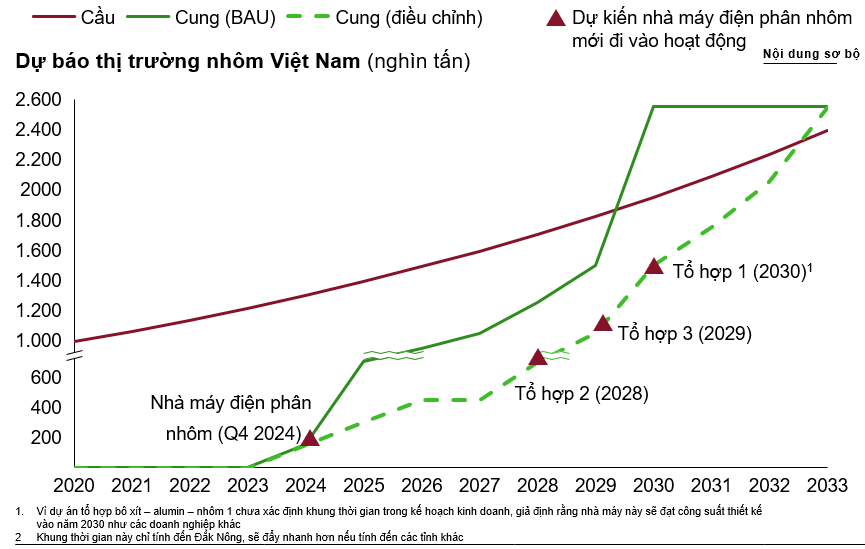 Cầu
Cung (BAU)
Cung (điều chỉnh)
Dự kiến nhà máy điện phân nhôm
mới đi vào hoạt động
Dự báo thị trường nhôm Việt Nam (nghìn tấn)
Nội dung sơ bộ
2.600
2.400
2.200
2000
1.800
1.600
1.400
1.200
1.000
600
400
200
Tổ hợp 1 (2030)¹
Tổ hợp 3 (2029)
Tổ hợp 2 (2028)
Nhà máy điện phân
nhôm (Q4 2024)
2020 2021 2022 2023 2024 2025 2026 2027 2028 2029 2030 2031 2032 2033
1. Vì dự án tổ hợp bô xít – alumin – nhôm 1 chưa xác định khung thời gian trong kế hoạch kinh doanh, giả định rằng nhà máy này sẽ đạt công suất thiết kế
vào năm 2030 như các doanh nghiệp khác
2 Khung thời gian này chỉ tính đến Đắk Nông, sẽ đẩy nhanh hơn nếu tính đến các tỉnh khác